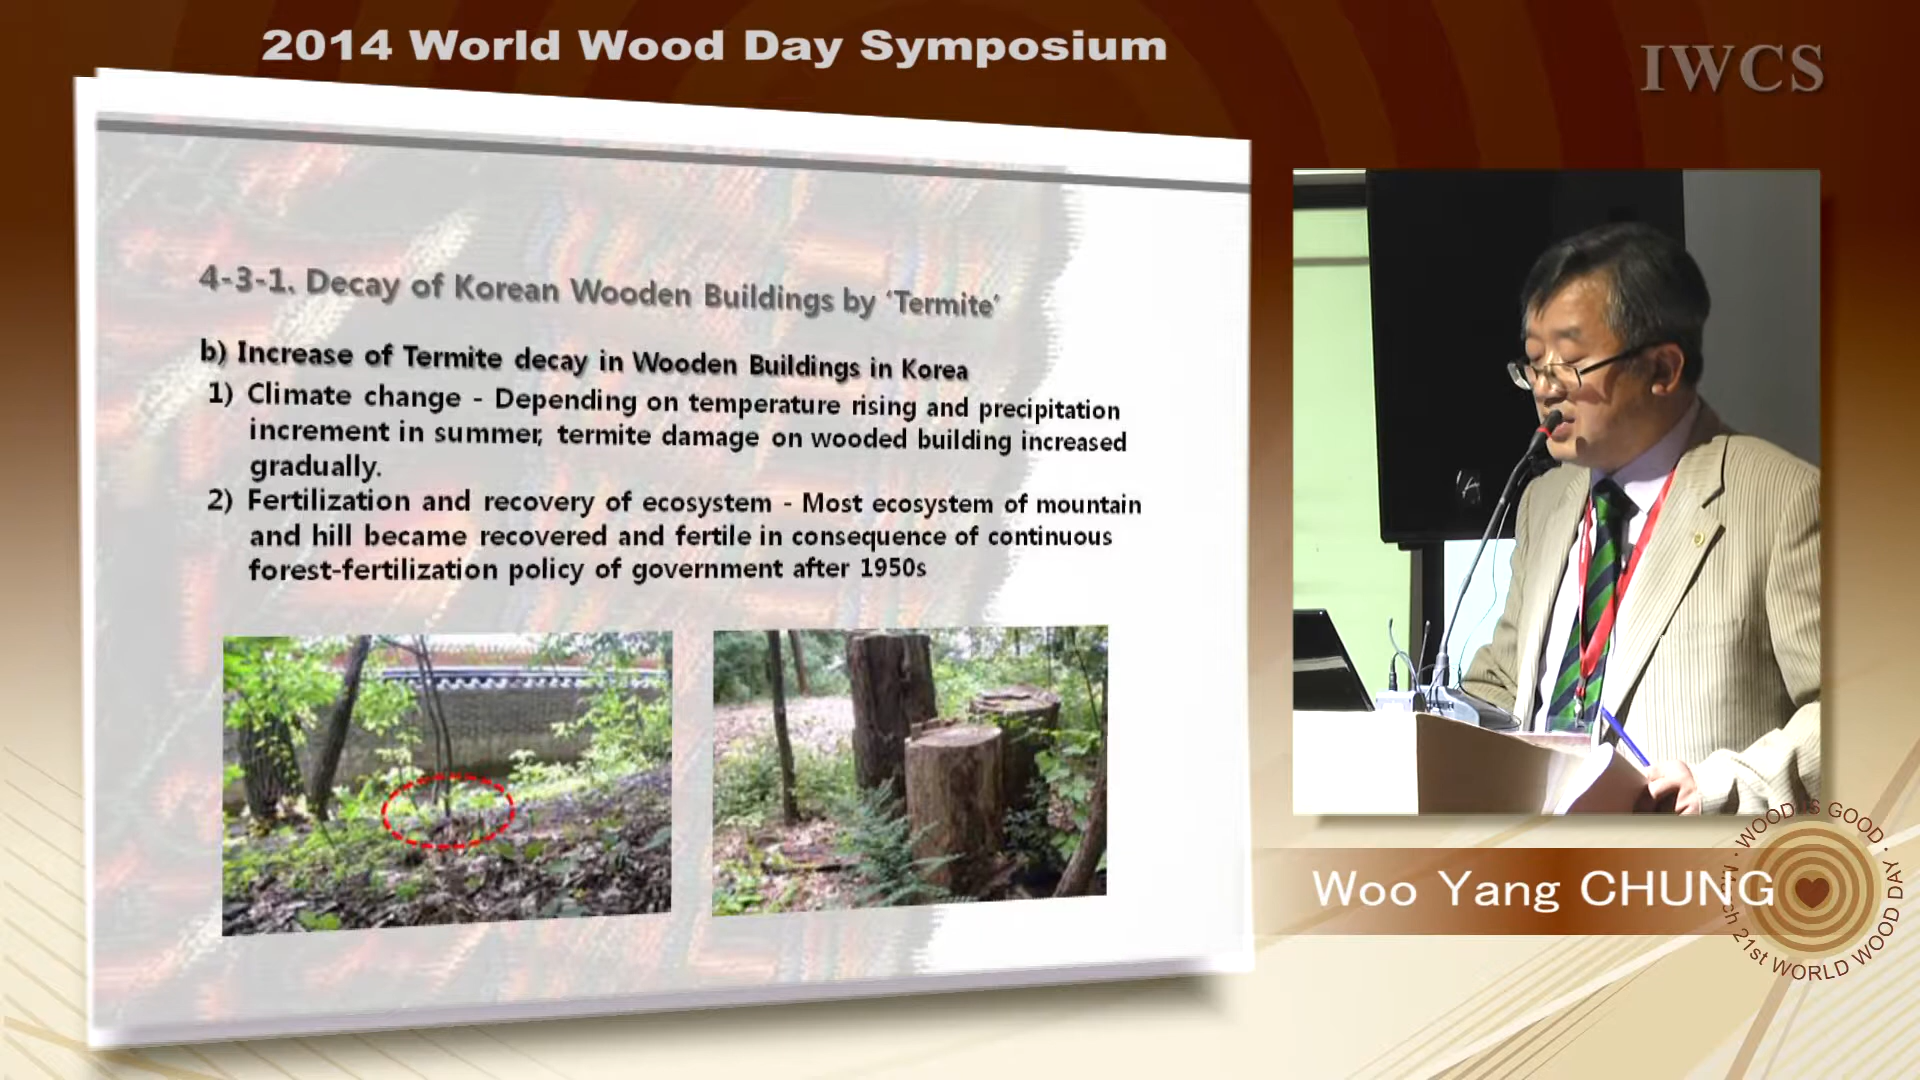 2014 World Wood Day Symposium
IWCS
4-3-1. Decay of Korean Wooden Buildings by ‘Termite’
b) Increase of Termite decay in Wooden Buildings in Korea
1) Climate change - Depending on temperature rising and precipitation
increment in summer, termite damage on wooded building increased
gradually.
2) Fertilization and recovery of ecosystem - Most ecosystem of mountain
and hill became recovered and fertile in consequence of continuous
forest-fertilization policy of government after 1950s
Woo Yang CHUNG
· WOOD IS GOOD ·
March 21st WORLD WOOD DAY